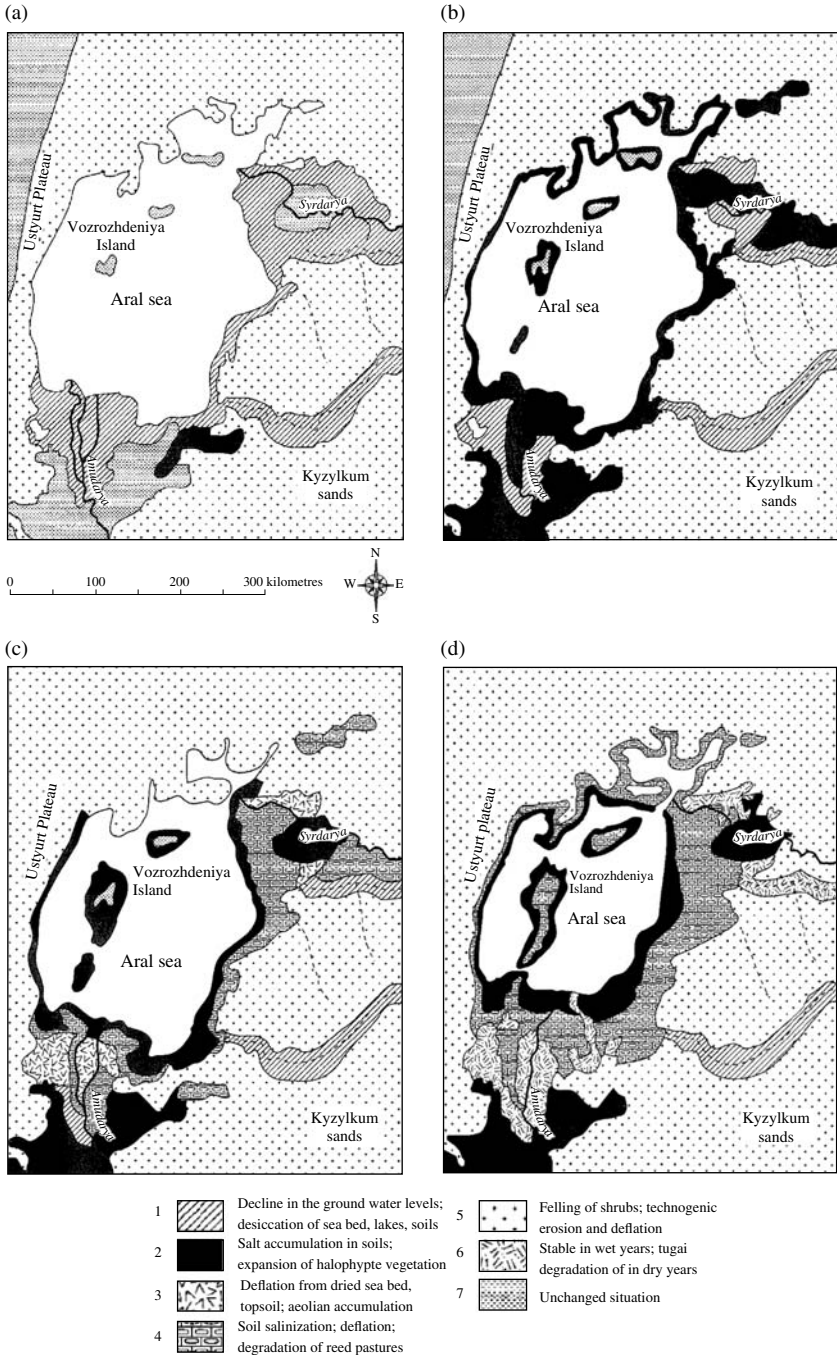 (a)
Ustyurt Plateau
Syrdarya
Vozrozhdeniya
Island
Aral sea
Amudarya
Kyzylkum
sands
(b)
Ustyurt Plateau
Syrdarya
Vozrozhdeniya
Island
Aral sea
Amudarya
Kyzylkum
sands
0 100 200 300 kilometres
N
W E
S
(c)
Ustyurt Plateau
Syrdarya
Vozrozhdeniya
Island
Aral sea
Amudarya
Kyzylkum
sands
(d)
Ustyurt plateau
Syrdarya
Vozrozhdeniya
Island
Aral sea
Amudarya
Kyzylkum
sands
1 Decline in the ground water levels;
desiccation of sea bed, lakes, soils
2 Salt accumulation in soils;
expansion of halophypte vegetation
3 Deflation from dried sea bed,
topsoil; aeolian accumulation
4 Soil salinization; deflation;
degradation of reed pastures
5 Felling of shrubs; technogenic
erosion and deflation
6 Stable in wet years; tugai
degradation of in dry years
7 Unchanged situation